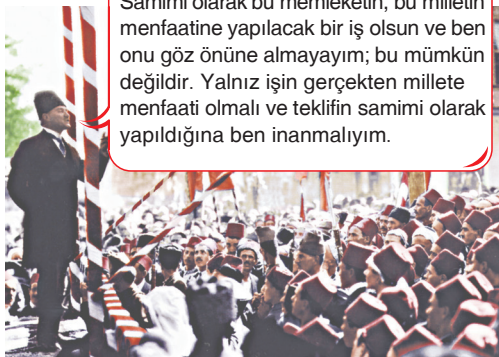 Samimi olarak bu memleketin, bu milletin
menfaatine yapılacak bir iş olsun ve ben
onu göz önüne almayayım; bu mümkün
değildir. Yalnız işin gerçekten millete
menfaati olmalı ve teklifin samimi olarak
yapıldığına ben inanmalıyım.